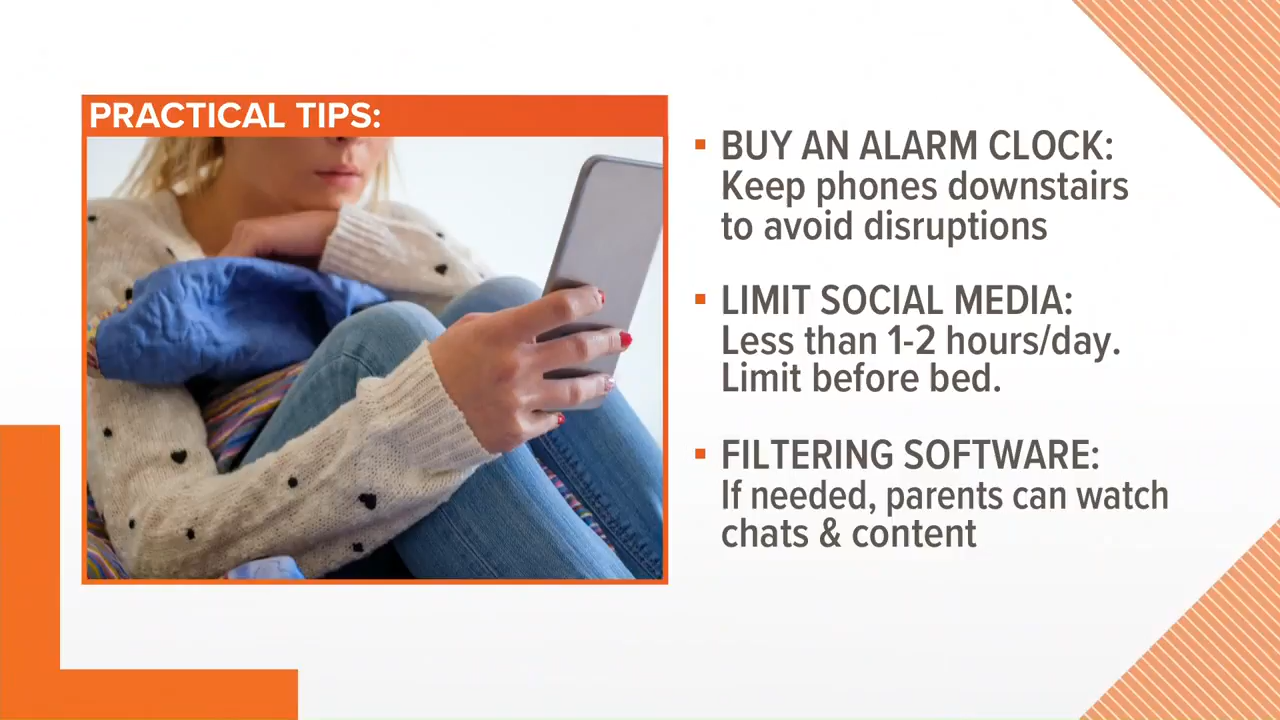 PRACTICAL TIPS:
BUY AN ALARM CLOCK:
Keep phones downstairs
to avoid disruptions
LIMIT SOCIAL MEDIA:
Less than 1-2 hours/day.
Limit before bed.
FILTERING SOFTWARE:
If needed, parents can watch
chats & content